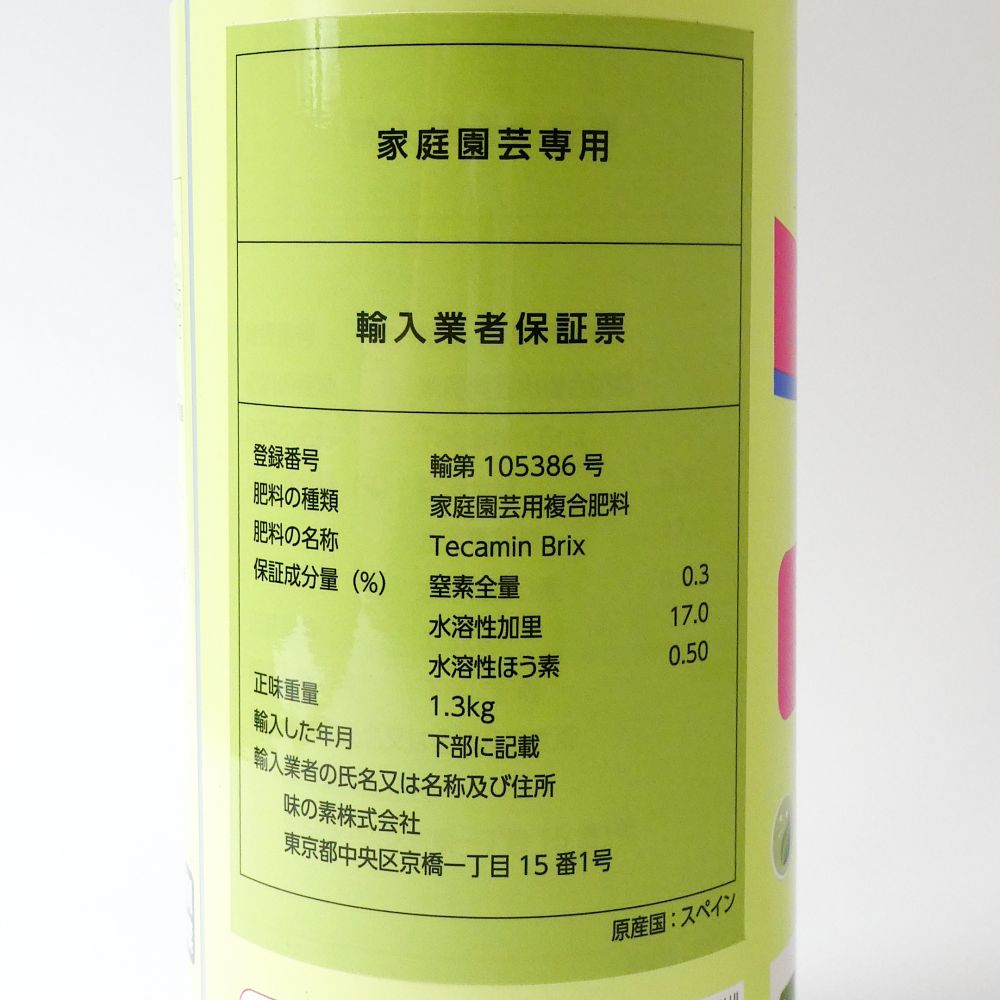 家庭園芸専用
輸入業者保証票
登録番号 輸第 105386 号
肥料の種類 家庭園芸用複合肥料
肥料の名称 Tecamin Brix
保証成分量 (%) 窒素全量 0.3
水溶性加里 17.0
水溶性ほう素 0.50
正味重量 1.3kg
輸入した年月 下部に記載
輸入業者の氏名又は名称及び住所
味の素株式会社
東京都中央区京橋一丁目 15 番1号
原産国：スペイン